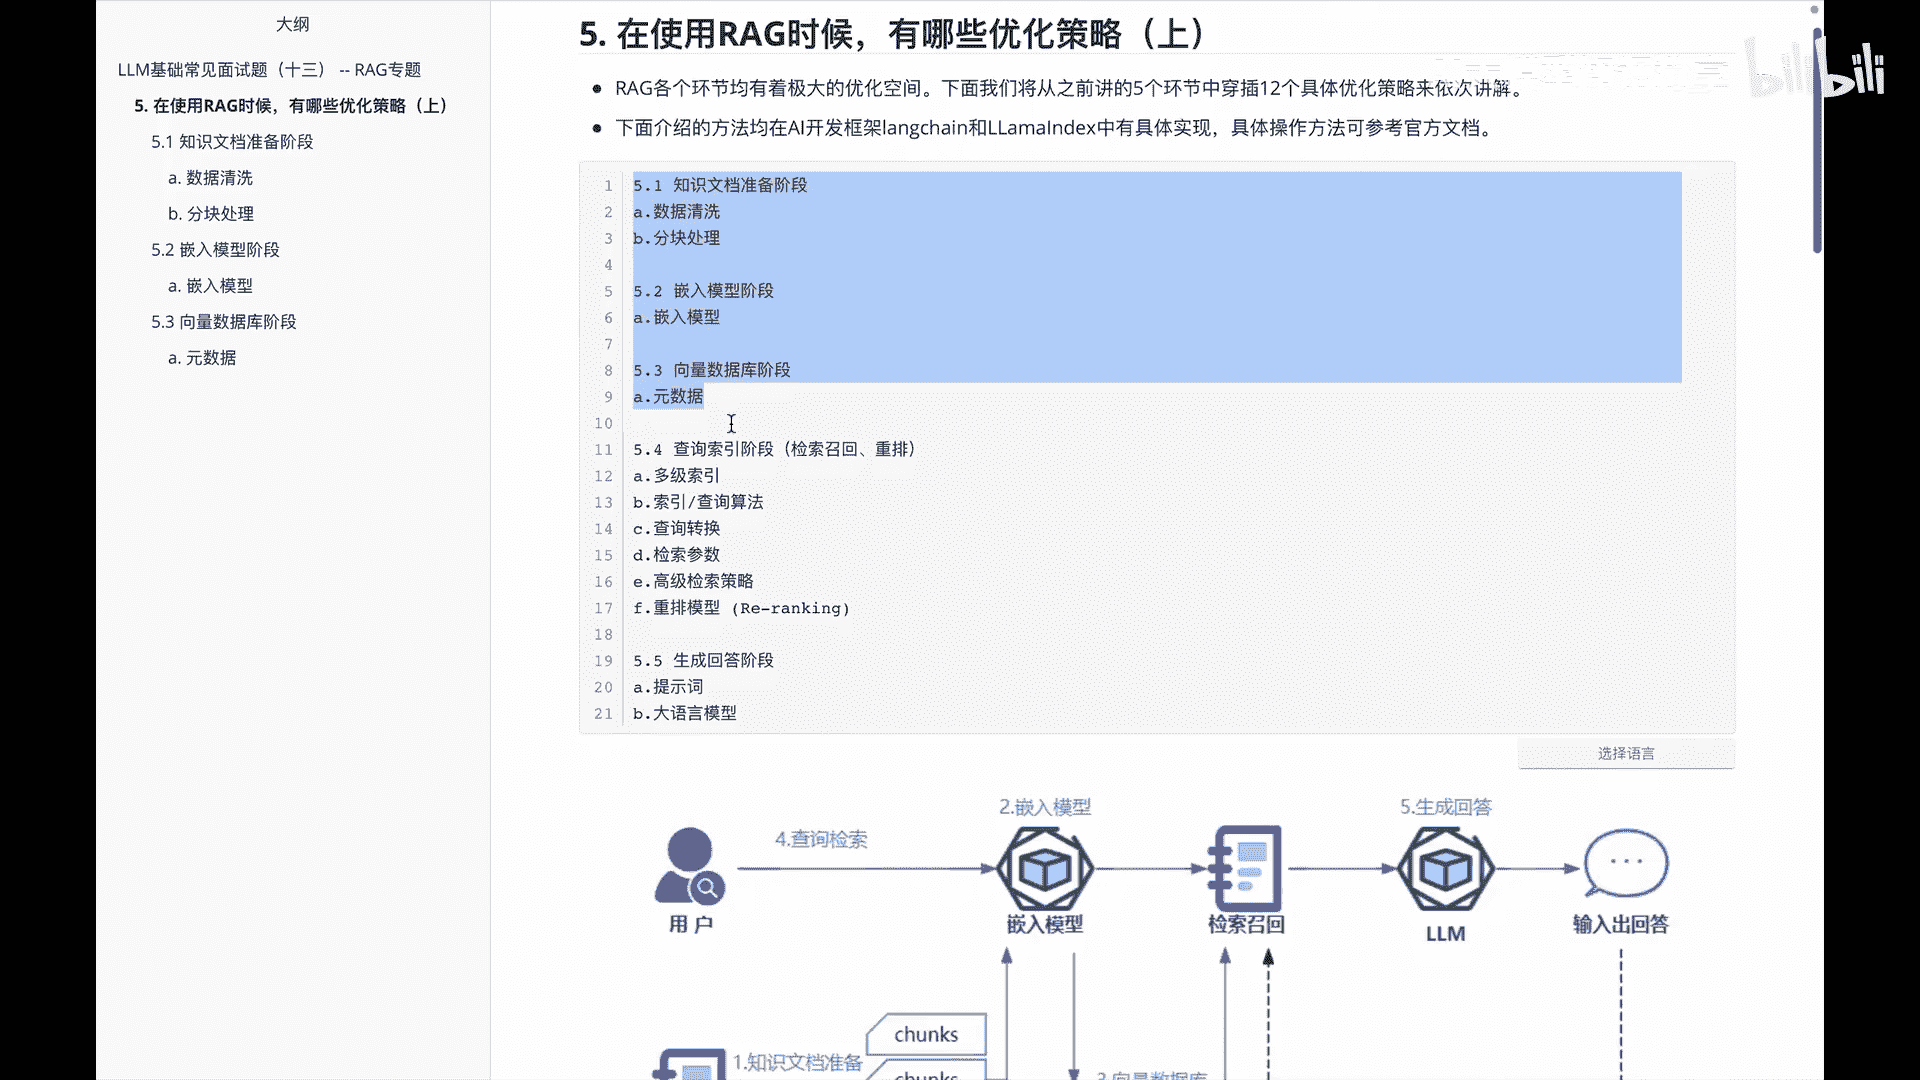 大纲
LLM基础常见面试题（十三） -- RAG专题
5. 在使用RAG时候，有哪些优化策略（上）
5.1 知识文档准备阶段
a. 数据清洗
b. 分块处理
5.2 嵌入模型阶段
a. 嵌入模型
5.3 向量数据库阶段
a. 元数据
5. 在使用RAG时候，有哪些优化策略（上）
RAG各个环节均有着极大的优化空间。下面我们将从之前讲的5个环节中穿插12个具体优化策略来依次讲解。
下面介绍的方法均在AI开发框架langchain和LLamaIndex中有具体实现，具体操作方法可参考官方文档。
1 5.1 知识文档准备阶段
2 a.数据清洗
3 b.分块处理
4
5 5.2 嵌入模型阶段
6 a.嵌入模型
7
8 5.3 向量数据库阶段
9 a.元数据
10
11 5.4 查询索引阶段（检索召回、重排）
12 a.多级索引
13 b.索引/查询算法
14 c.查询转换
15 d.检索参数
16 e.高级检索策略
17 f.重排模型 (Re-ranking)
18
19 5.5 生成回答阶段
20 a.提示词
21 b.大语言模型
选择语言
2.嵌入模型
5.生成回答
4.查询检索
用户
嵌入模型
检索召回
LLM
输入出回答
chunks
1.知识文档准备
chunks
3.向量数据库
bilibili